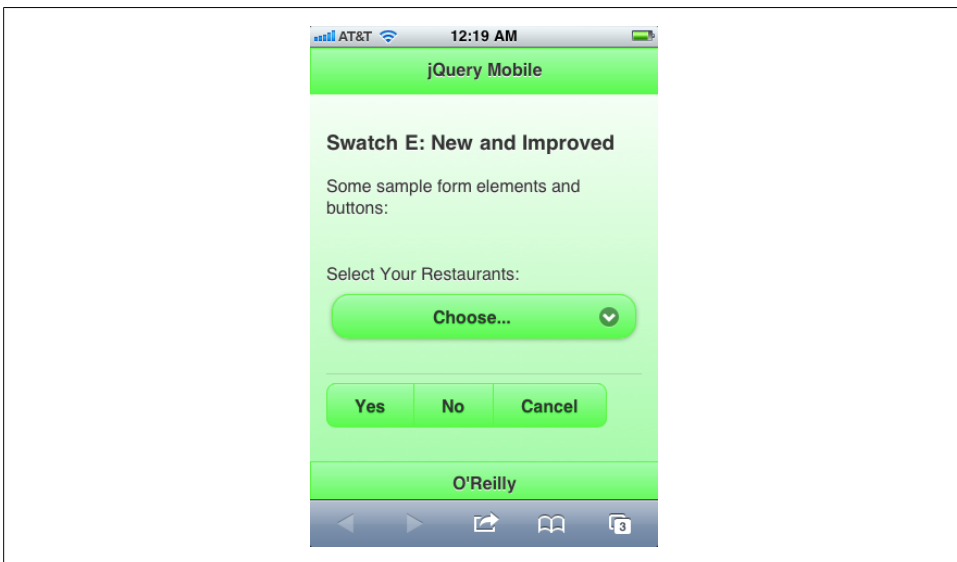 AT&T 12:19 AM
jQuery Mobile
Swatch E: New and Improved
Some sample form elements and
buttons:
Select Your Restaurants:
Choose...
Yes No Cancel
O'Reilly
3